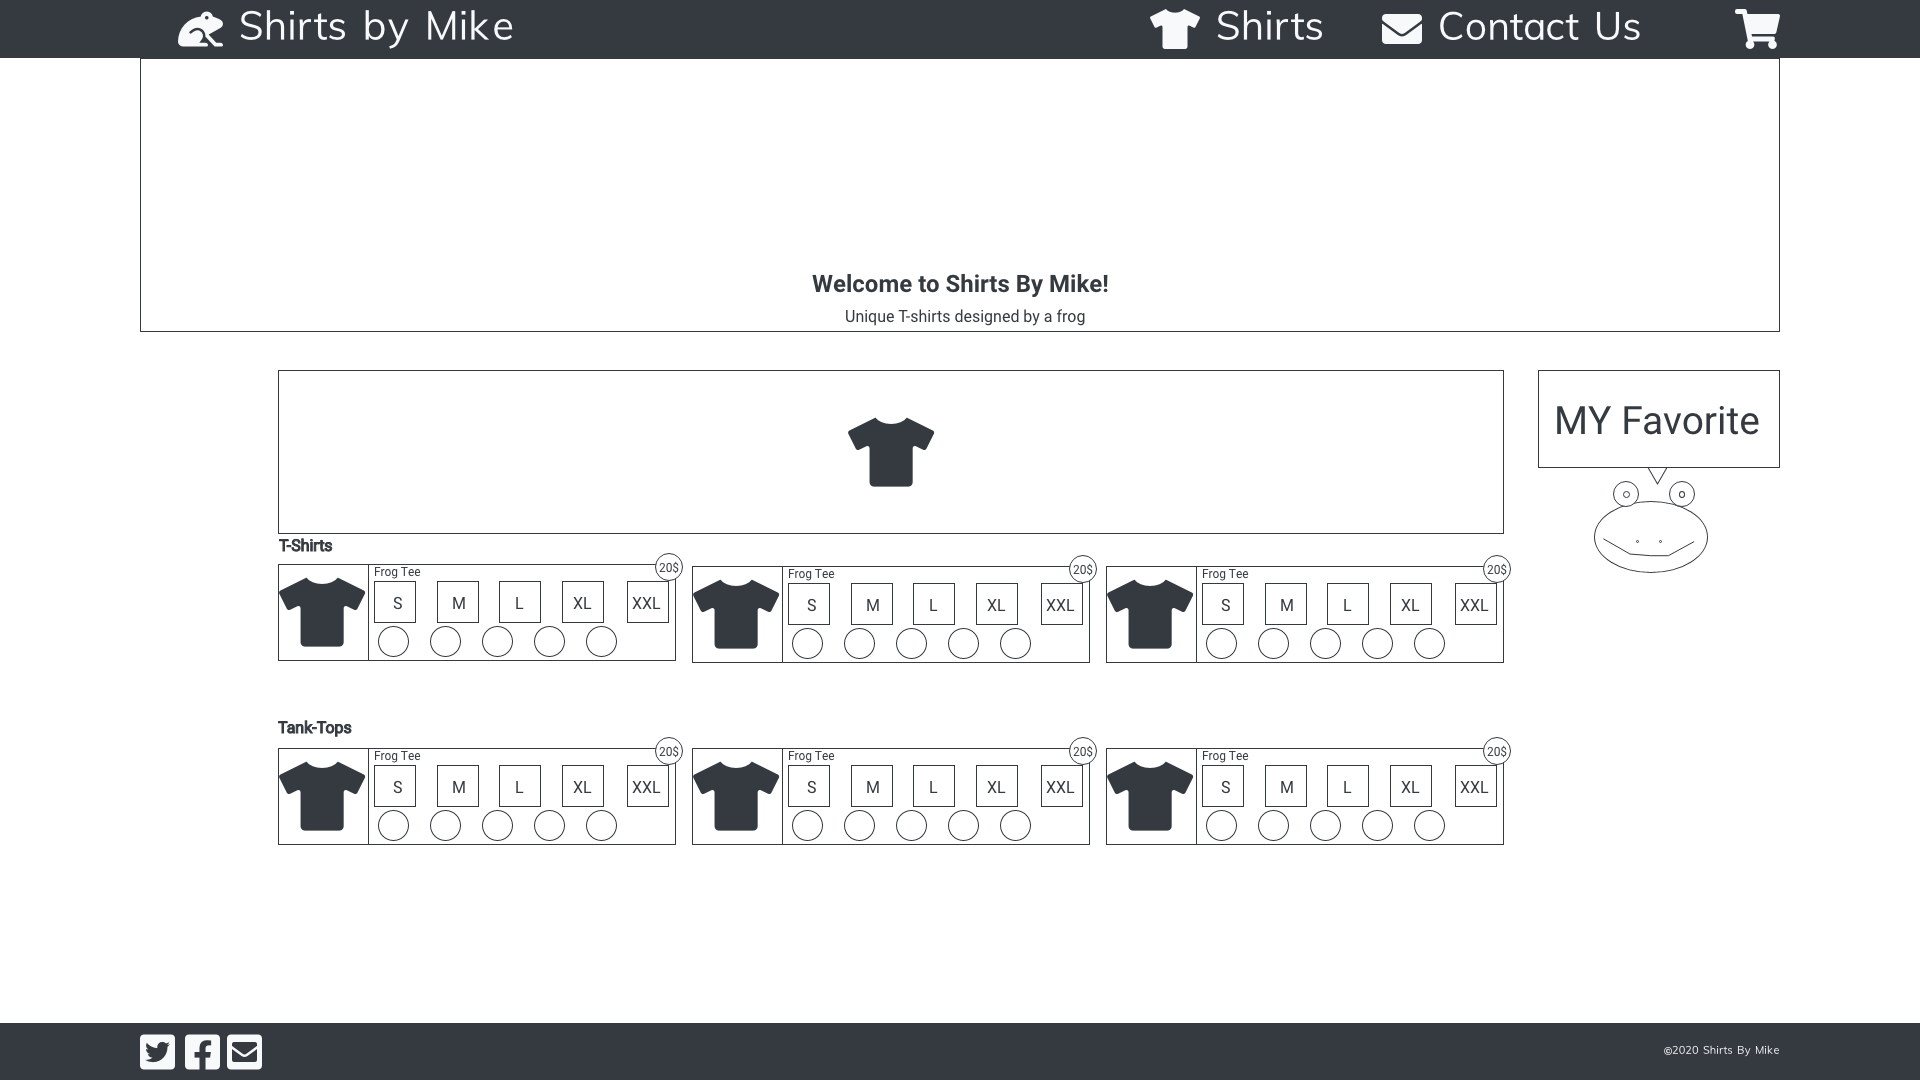 Shirts by Mike
Shirts
Contact Us
Welcome to Shirts By Mike!
Unique T-shirts designed by a frog
MY Favorite
T-Shirts
Frog Tee 20$
S M L XL XXL
Frog Tee 20$
S M L XL XXL
Frog Tee 20$
S M L XL XXL
Tank-Tops
Frog Tee 20$
S M L XL XXL
Frog Tee 20$
S M L XL XXL
Frog Tee 20$
S M L XL XXL
©2020 Shirts By Mike